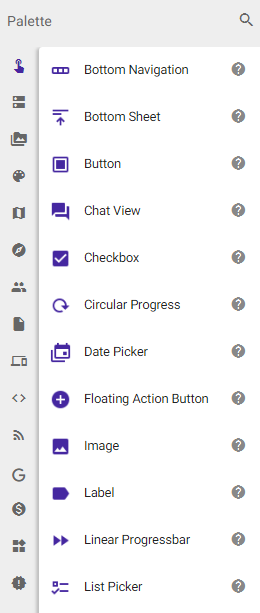 Palette
Bottom Navigation
Bottom Sheet
Button
Chat View
Checkbox
Circular Progress
Date Picker
Floating Action Button
Image
Label
Linear Progressbar
List Picker